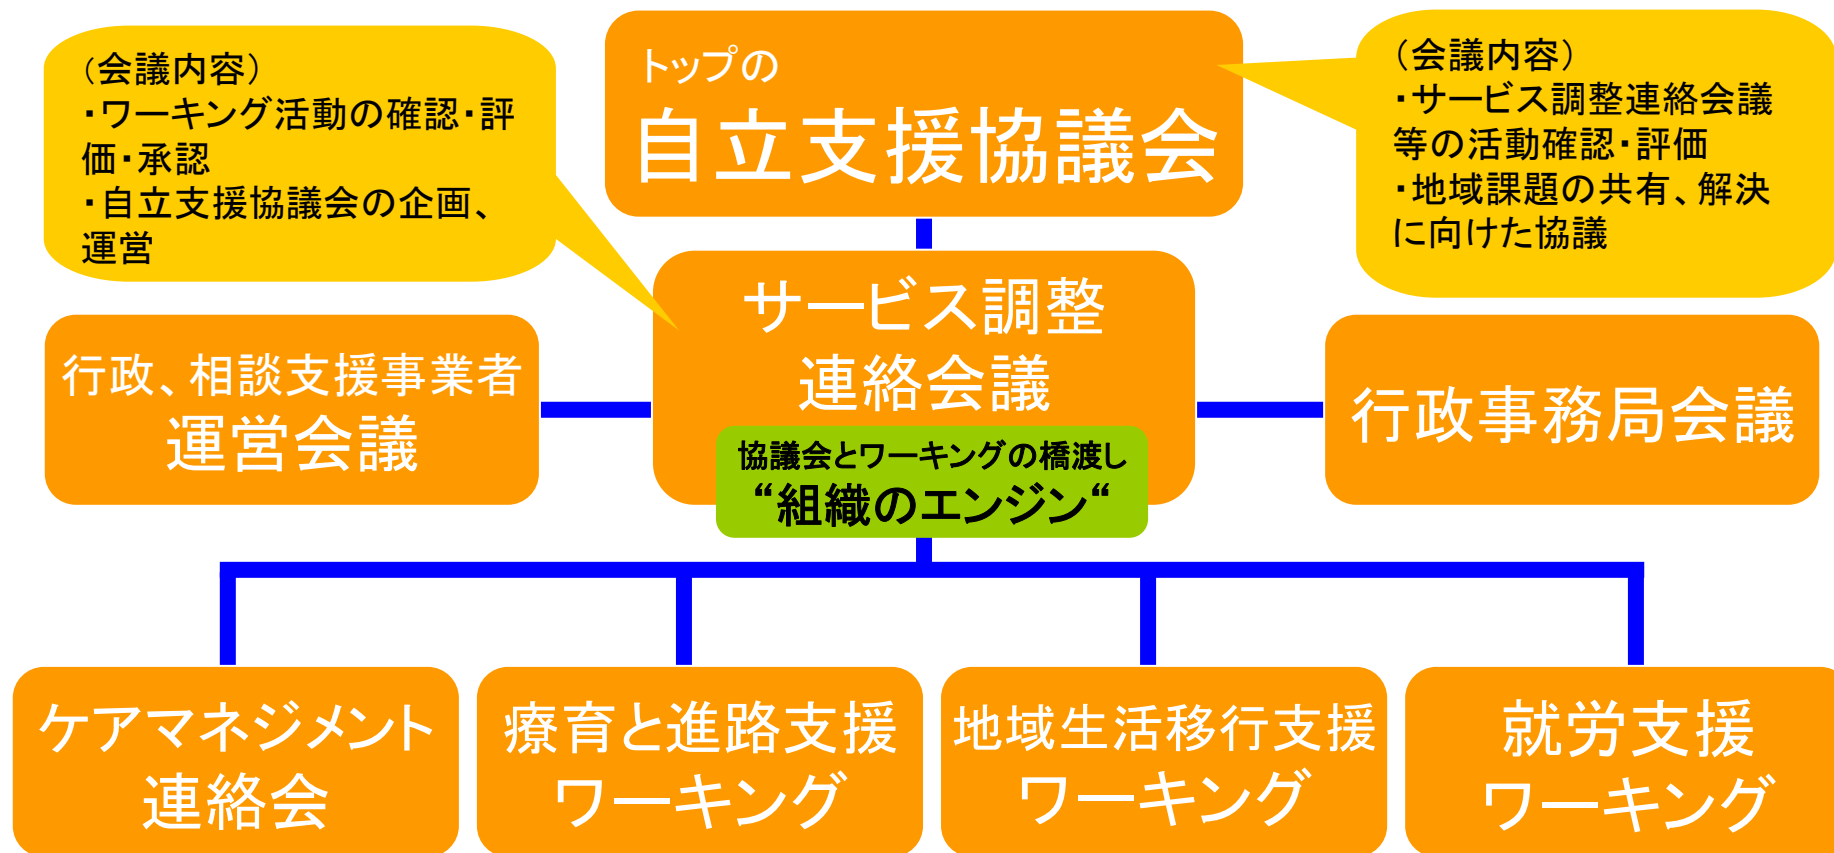 （会議内容）
・ワーキング活動の確認・評
価・承認
・自立支援協議会の企画、
運営
トップの
自立支援協議会
（会議内容）
・サービス調整連絡会議
等の活動確認・評価
・地域課題の共有、解決
に向けた協議
サービス調整
連絡会議
協議会とワーキングの橋渡し
“組織のエンジン“
行政、相談支援事業者
運営会議
行政事務局会議
ケアマネジメント
連絡会
療育と進路支援
ワーキング
地域生活移行支援
ワーキング
就労支援
ワーキング